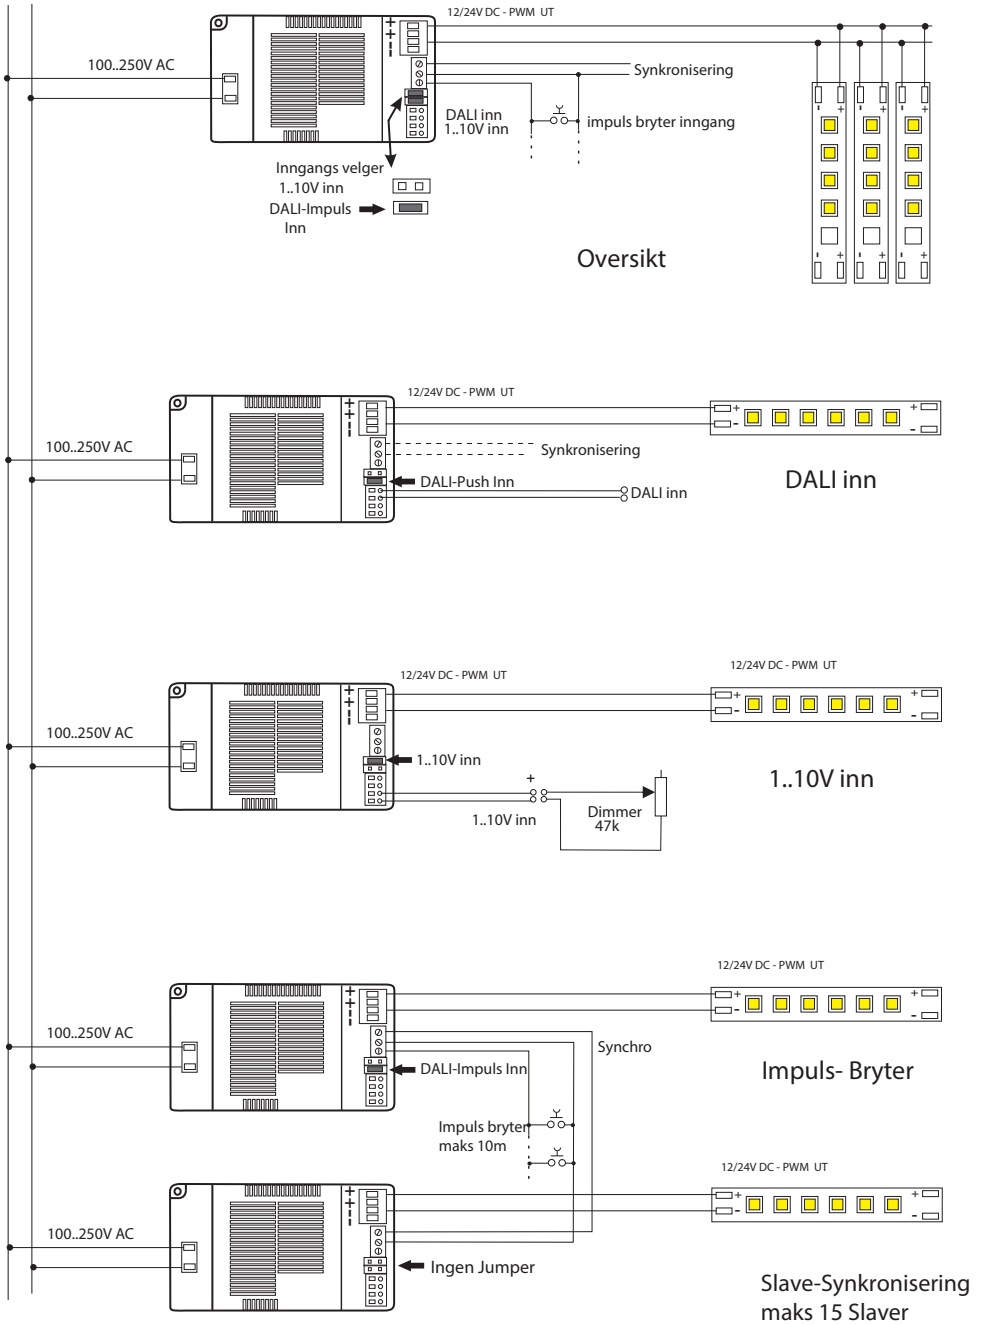 12/24V DC - PWM UT
100..250V AC
Synkronisering
DALI inn
1..10V inn
impuls bryter inngang
Inngangs velger
1..10V inn
DALI-Impuls
Inn
Oversikt
12/24V DC - PWM UT
100..250V AC
Synkronisering
DALI-Push Inn
DALI inn
DALI inn
12/24V DC - PWM UT
12/24V DC - PWM UT
100..250V AC
1..10V inn
1..10V inn
Dimmer
47k
1..10V inn
12/24V DC - PWM UT
100..250V AC
Synchro
DALI-Impuls Inn
Impuls- Bryter
Impuls bryter
maks 10m
12/24V DC - PWM UT
100..250V AC
Ingen Jumper
Slave-Synkronisering
maks 15 Slaver